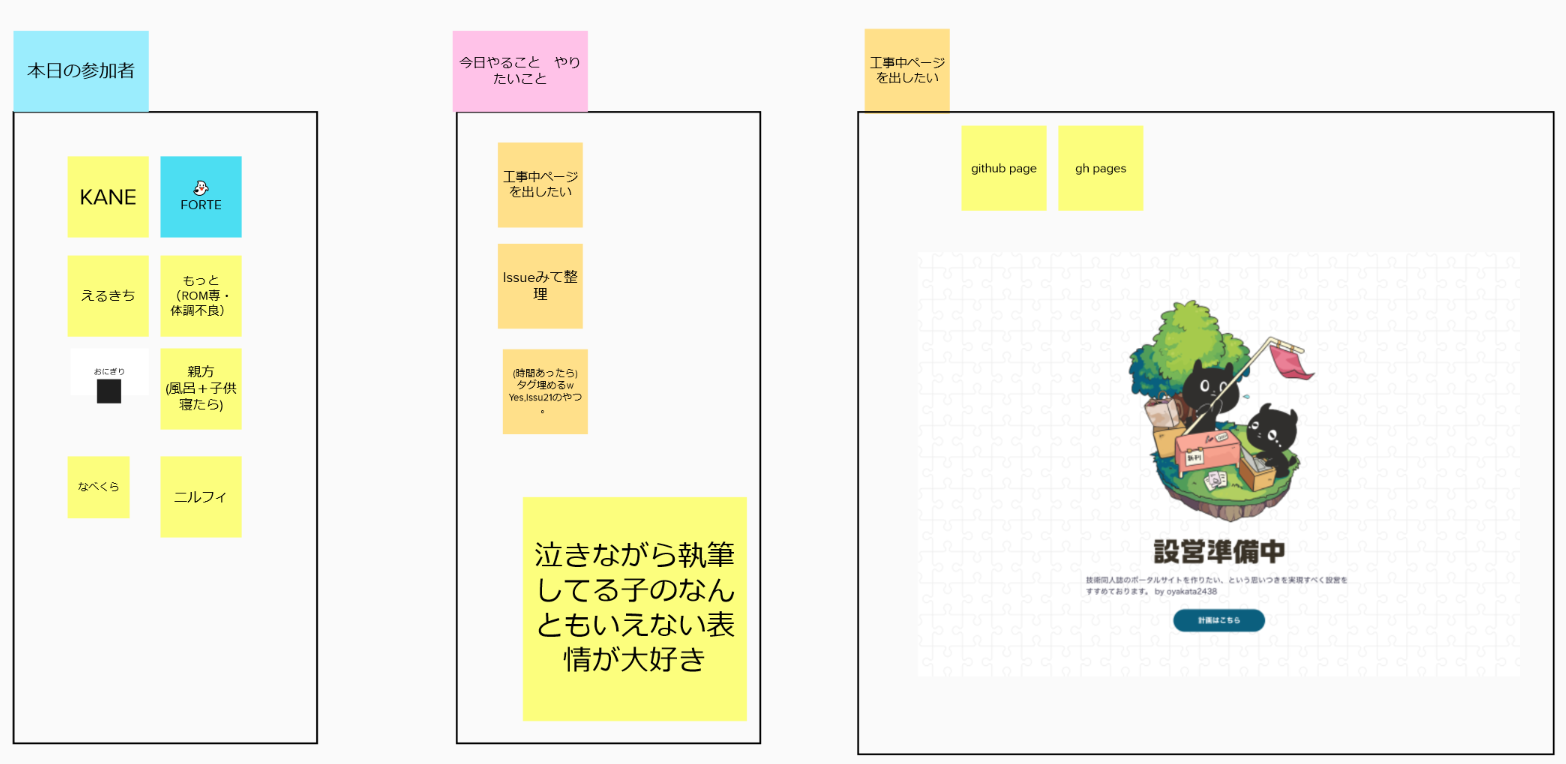 本日の参加者
KANE
FORTE
えるきち
もっと
（ROM専・
体調不良）
おにぎり
親方
(風呂＋子供
寝たら)
なべくら
ニルフィ
今日やること　やり
たいこと
工事中ページ
を出したい
Issueみて整
理
(時間あったら)
タグ埋めるw
Yes,Issu21のやつ
。
泣きながら執筆
してる子のなん
ともいえない表
情が大好き
工事中ページ
を出したい
github page
gh pages
新刊
設営準備中
技術同人誌のポータルサイトを作りたい、という思いつきを実現すべく設営を
すすめております。 by oyakata2438
計画はこちら